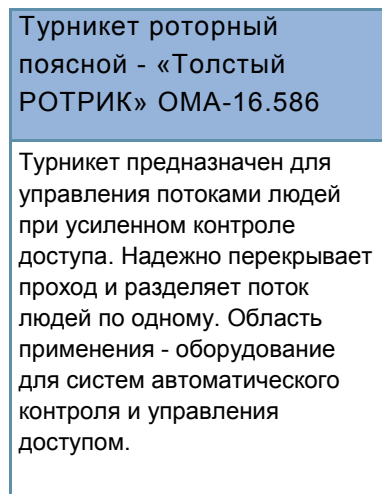 Турникет роторный
поясной - «Толстый
РОТРИК» ОМА-16.586
Турникет предназначен для
управления потоками людей
при усиленном контроле
доступа. Надежно перекрывает
проход и разделяет поток
людей по одному. Область
применения - оборудование
для систем автоматического
контроля и управления
доступом.